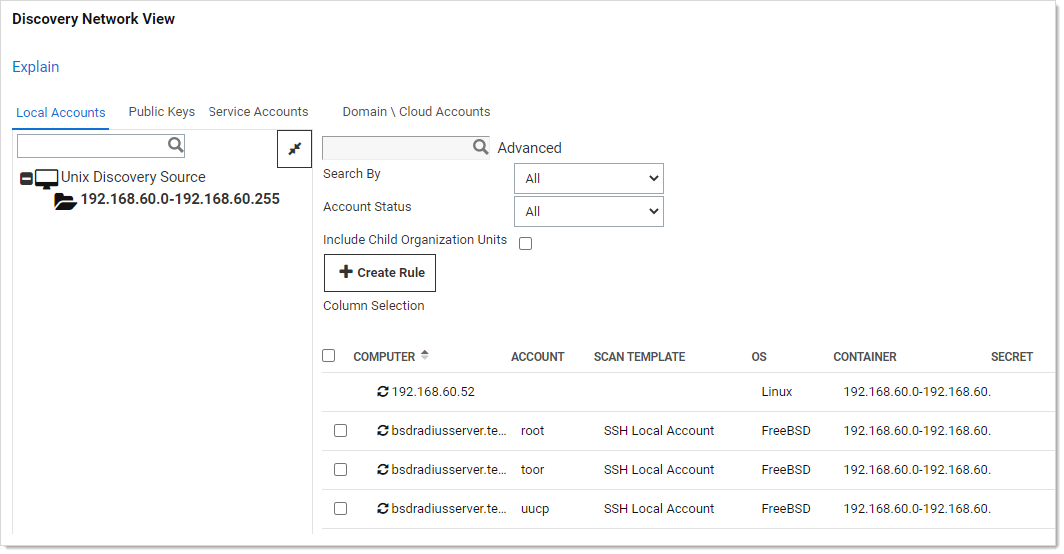 Discovery Network View
Explain
Local Accounts Public Keys Service Accounts Domain \ Cloud Accounts
Advanced
Unix Discovery Source
192.168.60.0-192.168.60.255
Search By All
Account Status All
Include Child Organization Units
Create Rule
Column Selection
COMPUTER ACCOUNT SCAN TEMPLATE OS CONTAINER SECRET
192.168.60.52 Linux 192.168.60.0-192.168.60.
bsdradiusserver.te... root SSH Local Account FreeBSD 192.168.60.0-192.168.60.
bsdradiusserver.te... toor SSH Local Account FreeBSD 192.168.60.0-192.168.60.
bsdradiusserver.te... uucp SSH Local Account FreeBSD 192.168.60.0-192.168.60.